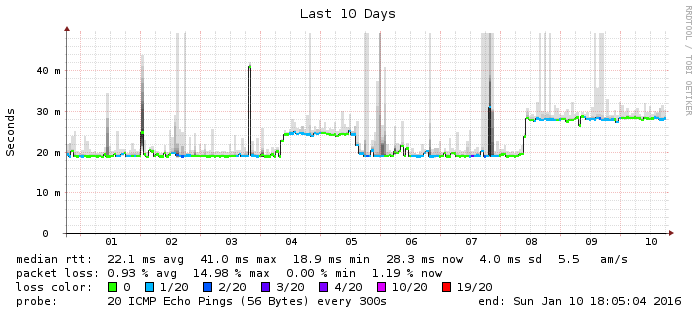 Last 10 Days
RRDTOOL / TOBI OETIKER
Seconds
40 m
30 m
20 m
10 m
0
01 02 03 04 05 06 07 08 09 10
median rtt: 22.1 ms avg 41.0 ms max 18.9 ms min 28.3 ms now 4.0 ms sd 5.5 am/s
packet loss: 0.93 % avg 14.98 % max 0.00 % min 1.19 % now
loss color: 0 1/20 2/20 3/20 4/20 10/20 19/20
probe: 20 ICMP Echo Pings (56 Bytes) every 300s end: Sun Jan 10 18:05:04 2016